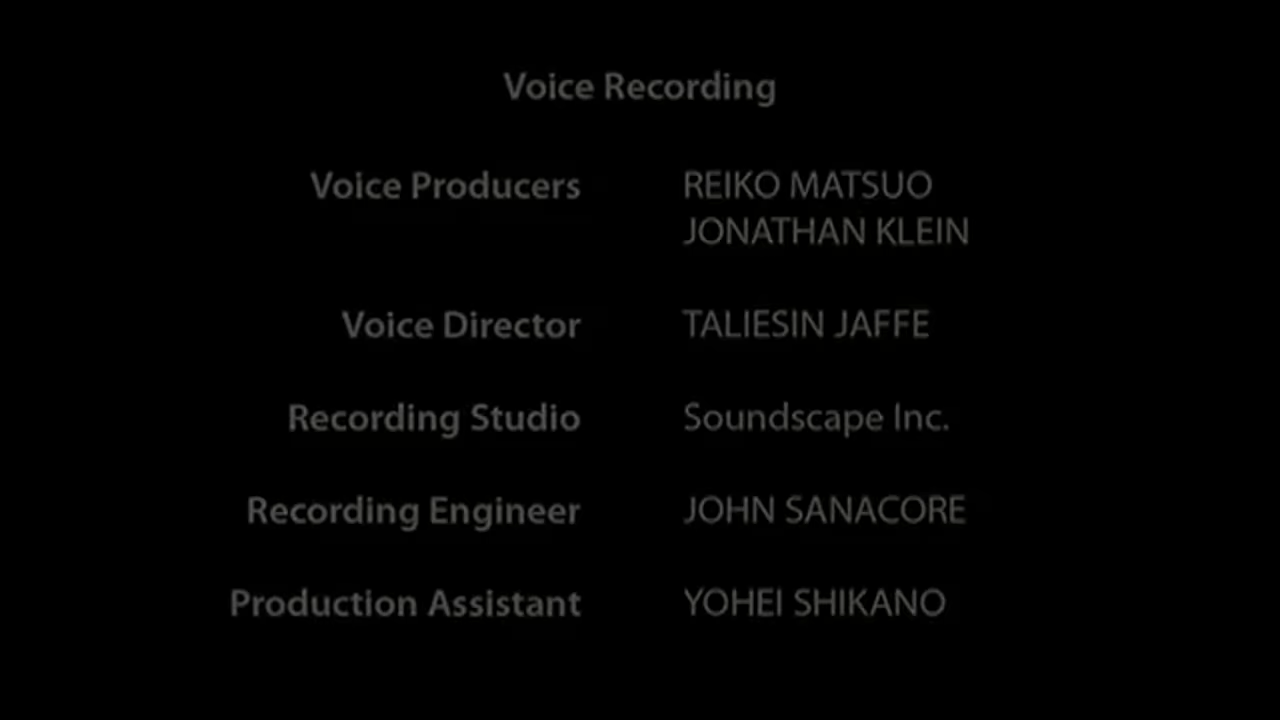 Voice Recording
Voice Producers REIKO MATSUO
JONATHAN KLEIN
Voice Director TALIESIN JAFFE
Recording Studio Soundscape Inc.
Recording Engineer JOHN SANACORE
Production Assistant YOHEI SHIKANO